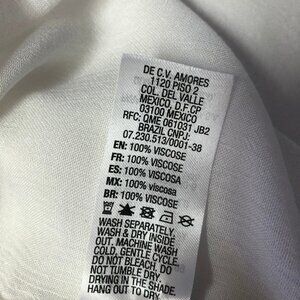 DE C.V. AMORES
1120 PISO 2
COL. DEL VALLE
MEXICO, D.F.CP
03100 MEXICO
RFC: QME 061031 JB2
BRAZIL CNPJ:
07.230.513/0001-38
EN: 100% VISCOSE
FR: 100% VISCOSE
ES: 100% VISCOSA
MX: 100% viscosa
BR: 100% VISCOSE
WASH SEPARATELY.
WASH & DRY INSIDE
OUT. MACHINE WASH
COLD, GENTLE CYCLE.
DO NOT BLEACH. DO
NOT TUMBLE DRY.
DRYING IN THE SHADE.
HANG OUT TO DRY